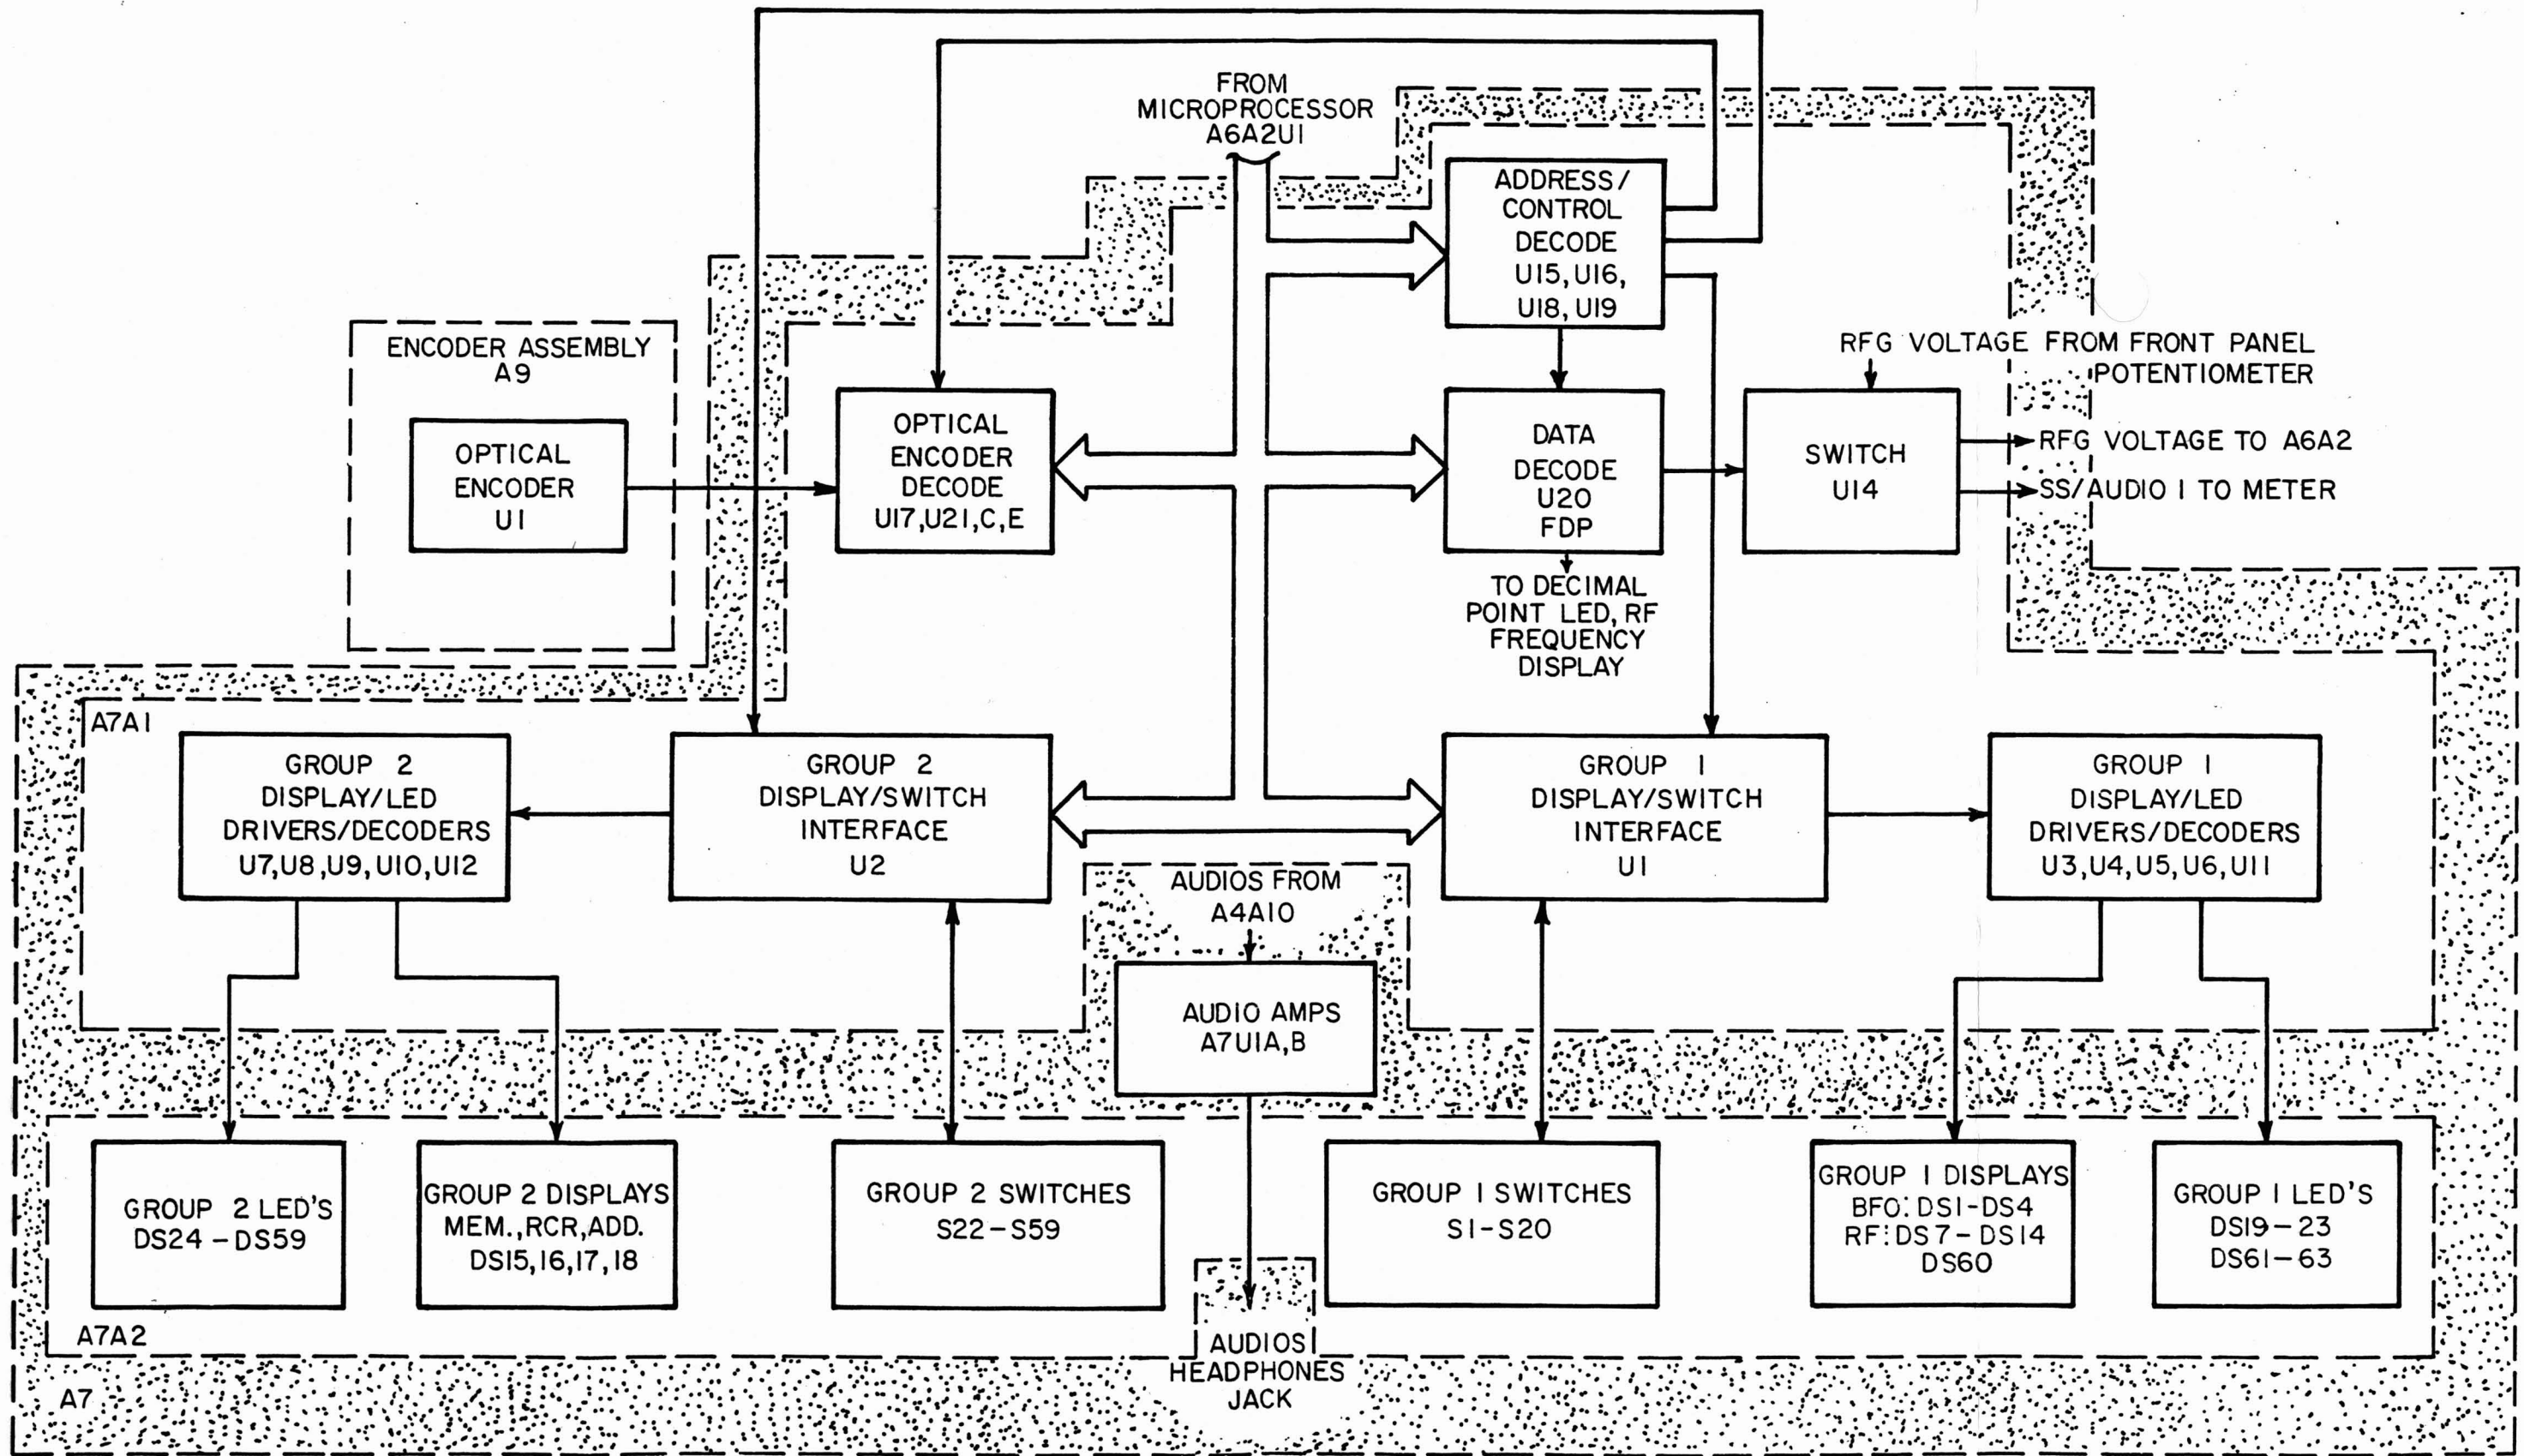 FROM
MICROPROCESSOR
A6A2U1
ADDRESS/
CONTROL
DECODE
U15, U16,
U18, U19
RFG VOLTAGE FROM FRONT PANEL
POTENTIOMETER
ENCODER ASSEMBLY
A9
OPTICAL
ENCODER
U1
OPTICAL
ENCODER
DECODE
U17,U21,C,E
DATA
DECODE
U20
FDP
SWITCH
U14
RFG VOLTAGE TO A6A2
SS/AUDIO 1 TO METER
TO DECIMAL
POINT LED, RF
FREQUENCY
DISPLAY
A7A1
GROUP 2
DISPLAY/LED
DRIVERS/DECODERS
U7,U8,U9,U10,U12
GROUP 2
DISPLAY/SWITCH
INTERFACE
U2
GROUP 1
DISPLAY/SWITCH
INTERFACE
U1
GROUP 1
DISPLAY/LED
DRIVERS/DECODERS
U3,U4,U5,U6,U11
AUDIOS FROM
A4A10
AUDIO AMPS
A7U1A,B
GROUP 2 LED'S
DS24-DS59
GROUP 2 DISPLAYS
MEM.,RCR,ADD.
DS15,16,17,18
GROUP 2 SWITCHES
S22-S59
GROUP 1 SWITCHES
S1-S20
GROUP 1 DISPLAYS
BFO: DS1-DS4
RF: DS7-DS14
DS60
GROUP 1 LED'S
DS19-23
DS61-63
A7A2
AUDIOS
HEADPHONES
JACK
A7